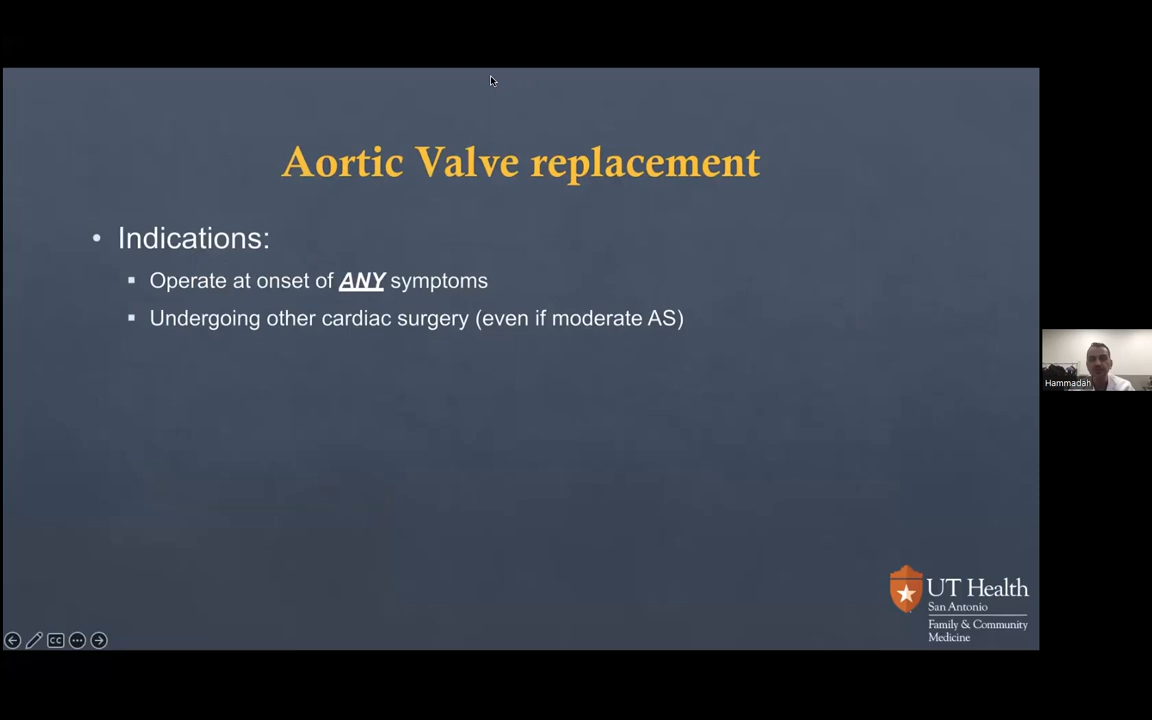 Aortic Valve replacement
• Indications:
▪ Operate at onset of ANY symptoms
▪ Undergoing other cardiac surgery (even if moderate AS)
Hammadah
UT Health
San Antonio
Family & Community
Medicine
CC